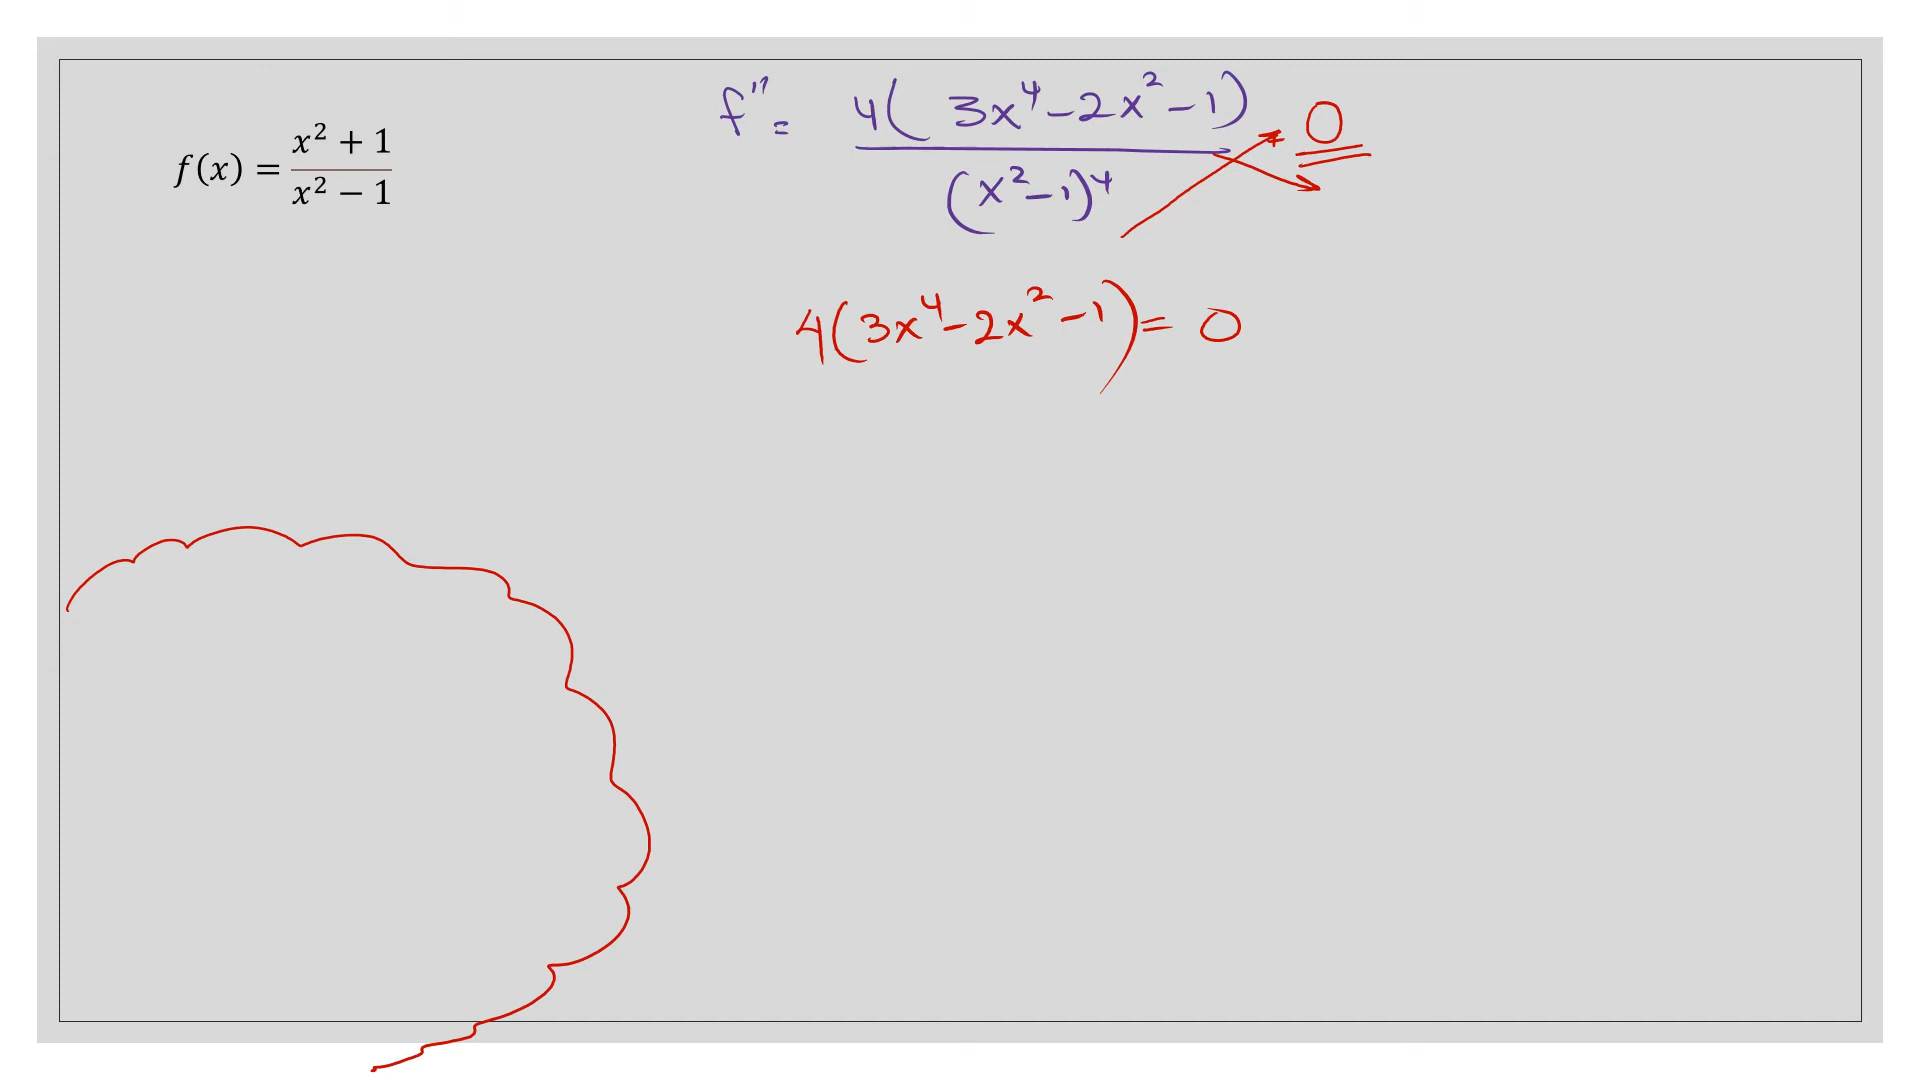 f(x) = (x² + 1)/(x² − 1)
f'' = 4(3x⁴ − 2x² − 1)/(x² − 1)⁴ 0
4(3x⁴ − 2x² − 1) = 0